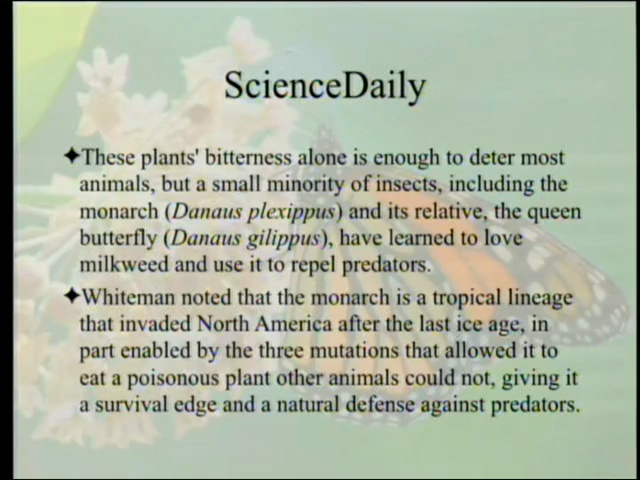 ScienceDaily
✦These plants' bitterness alone is enough to deter most
animals, but a small minority of insects, including the
monarch (Danaus plexippus) and its relative, the queen
butterfly (Danaus gilippus), have learned to love
milkweed and use it to repel predators.
✦Whiteman noted that the monarch is a tropical lineage
that invaded North America after the last ice age, in
part enabled by the three mutations that allowed it to
eat a poisonous plant other animals could not, giving it
a survival edge and a natural defense against predators.